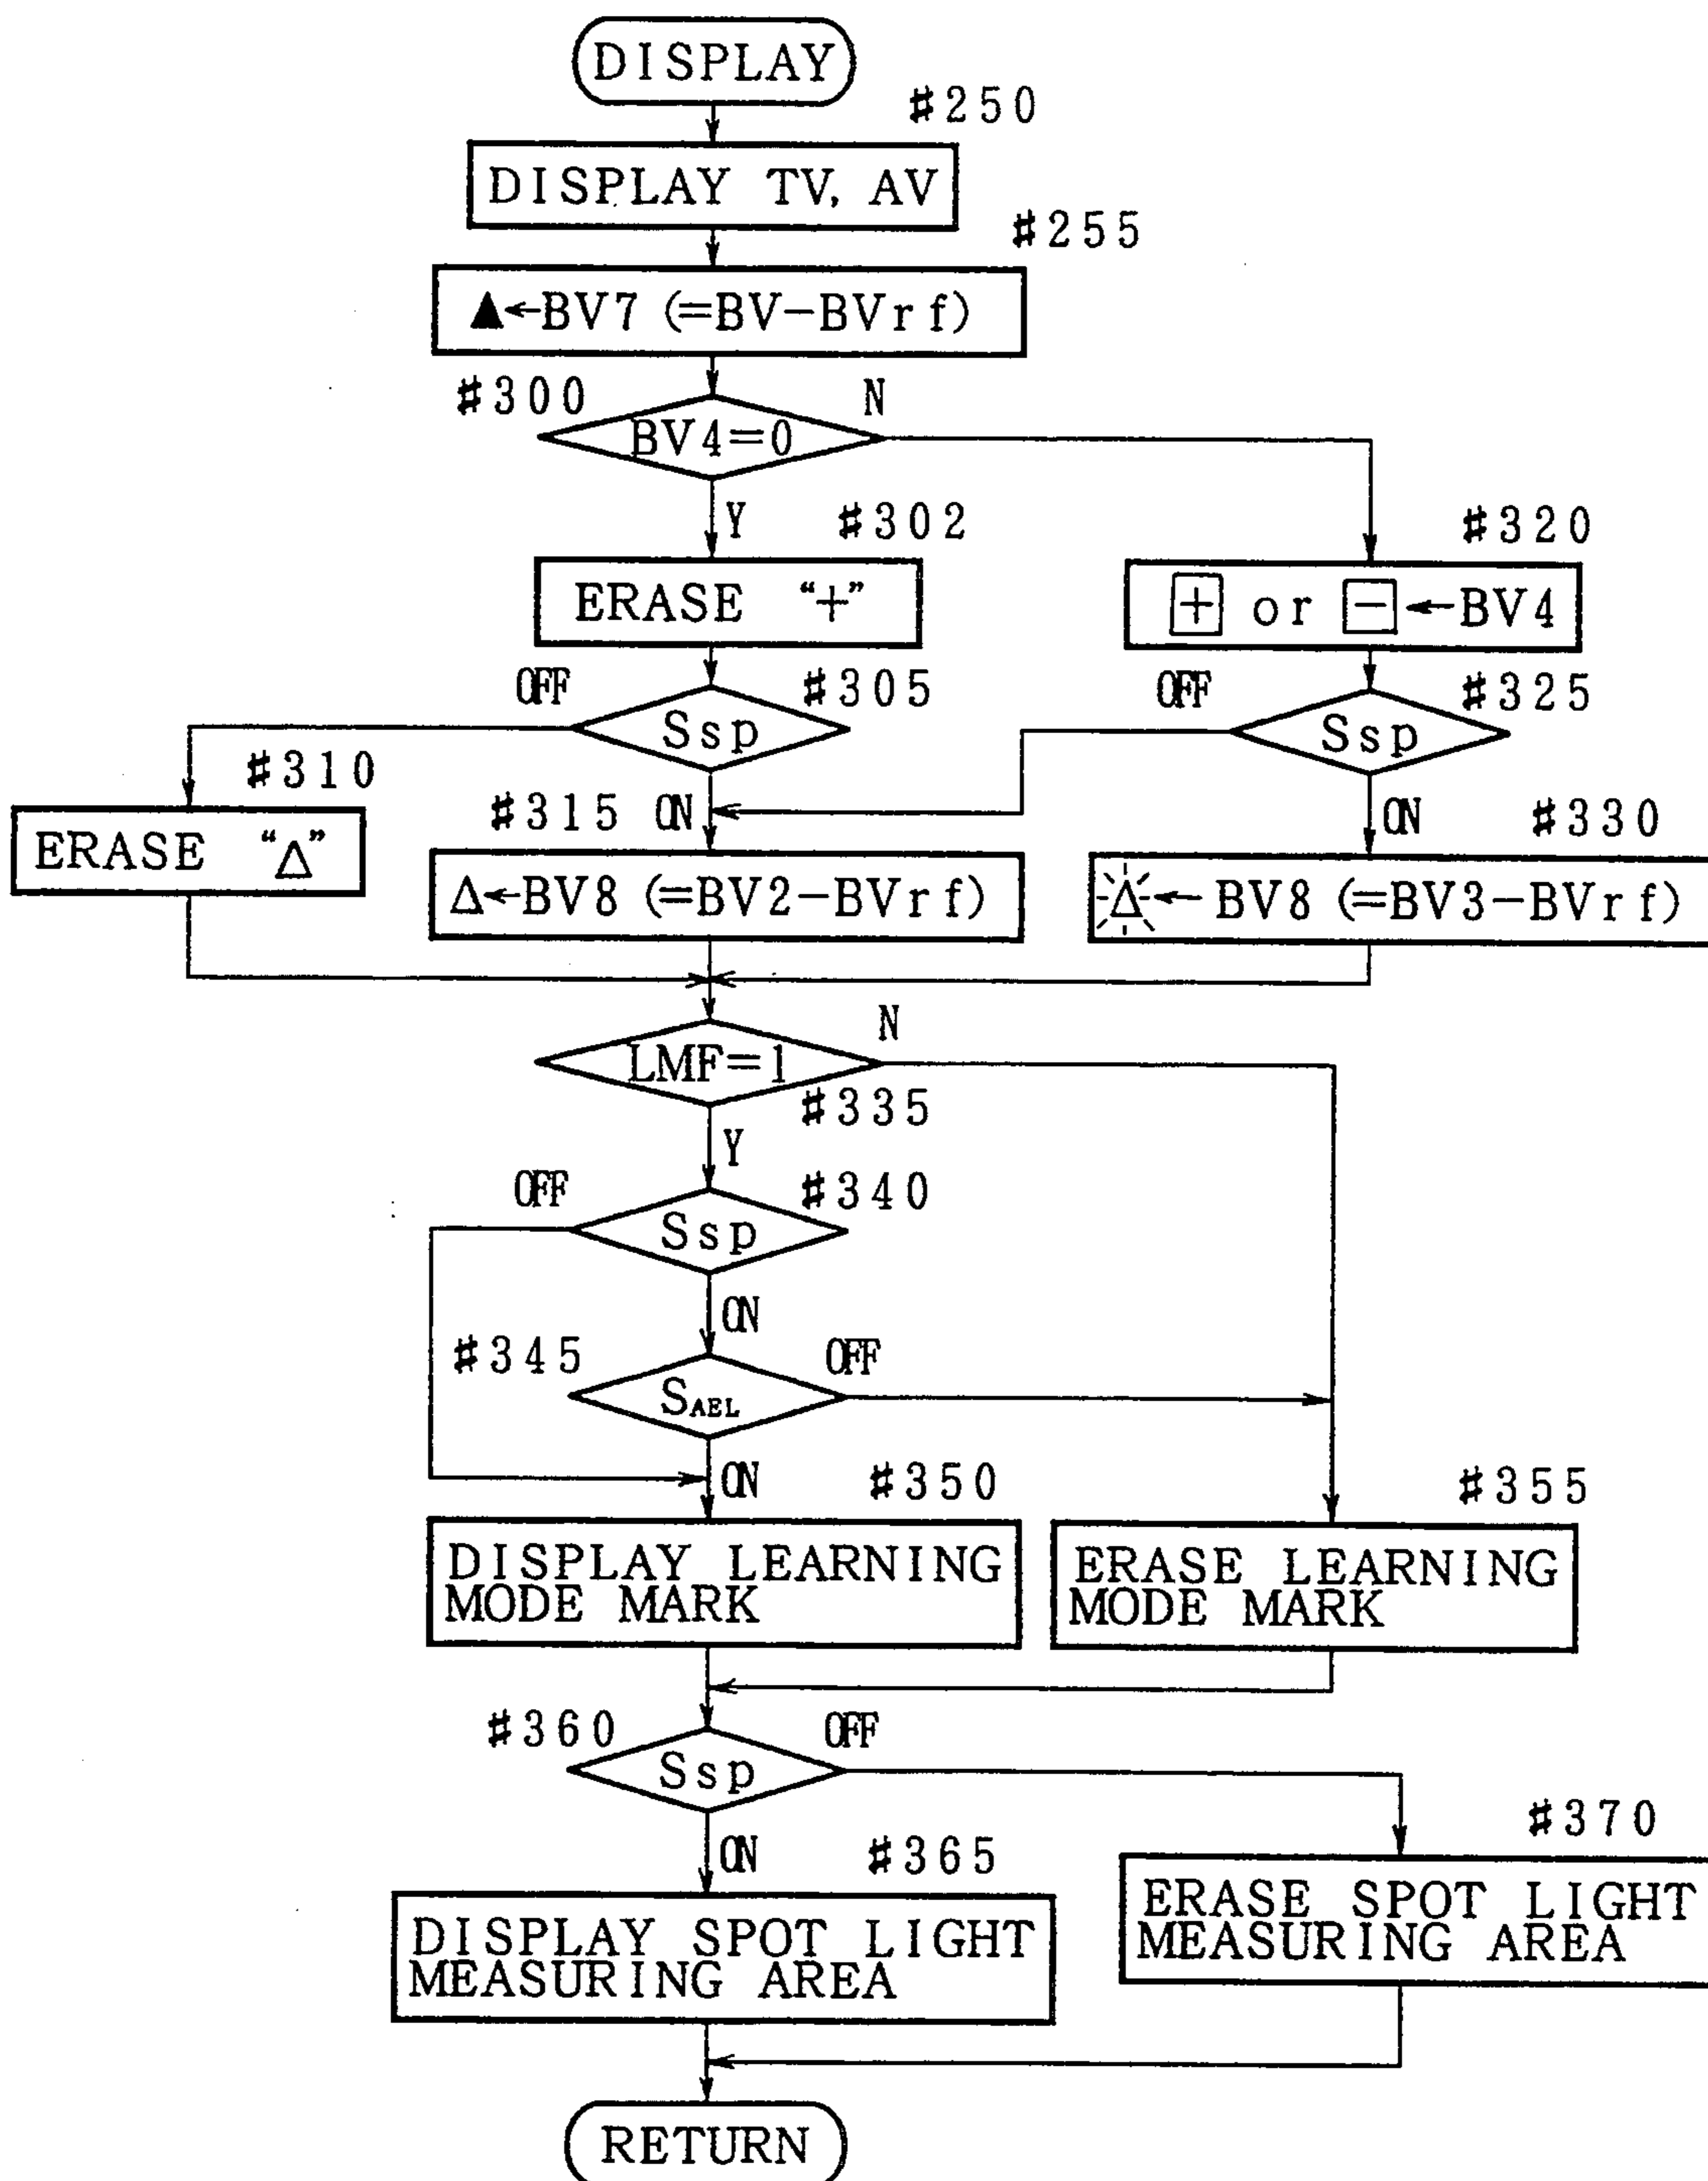 DISPLAY
#250
DISPLAY TV, AV
#255
▲←BV7 (=BV−BVrf)
#300
N
BV4=0
Y
#302
#320
ERASE “+”
+ or − ←BV4
OFF
#305
OFF
#325
Ssp
Ssp
#310
#315
ON
ON
#330
ERASE “Δ”
Δ←BV8 (=BV2−BVrf)
Δ← BV8 (=BV3−BVrf)
N
LMF=1
#335
Y
OFF
#340
Ssp
ON
#345
OFF
SAEL
ON
#350
#355
DISPLAY LEARNING
MODE MARK
ERASE LEARNING
MODE MARK
#360
OFF
Ssp
#370
ON
#365
ERASE SPOT LIGHT
MEASURING AREA
DISPLAY SPOT LIGHT
MEASURING AREA
RETURN